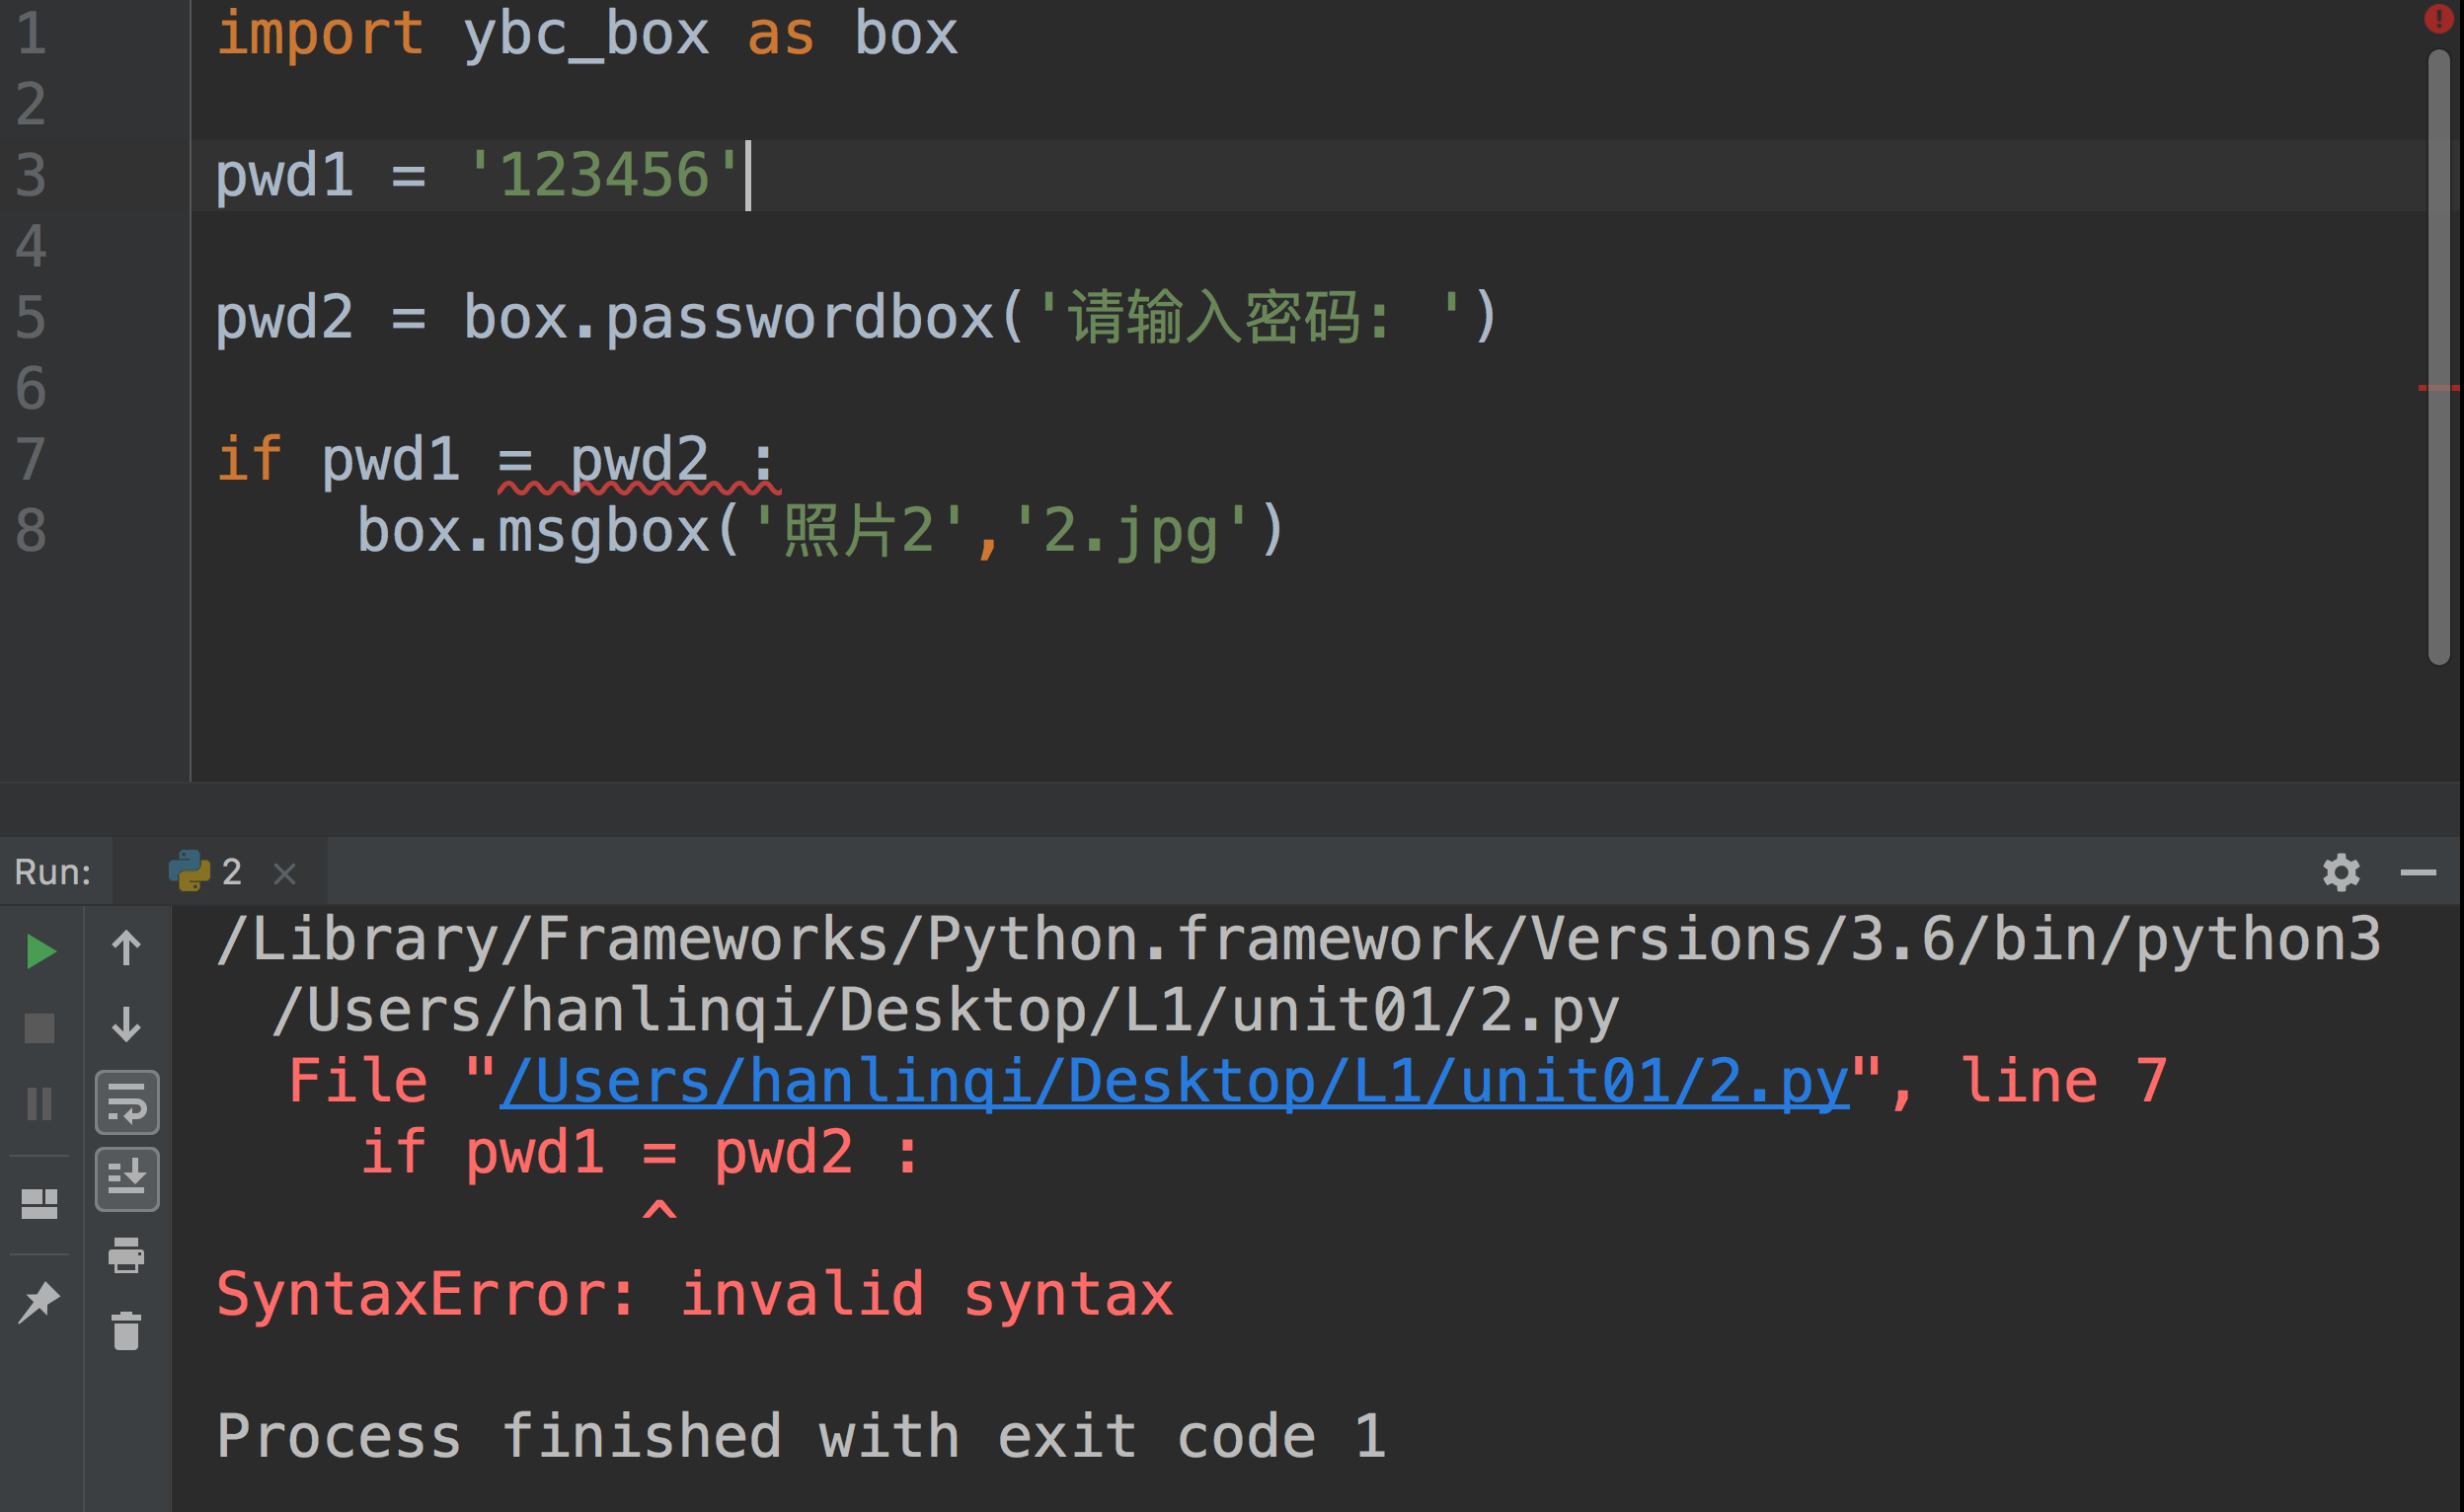 1 import ybc_box as box
2
3 pwd1 = '123456'
4
5 pwd2 = box.passwordbox('请输入密码: ')
6
7 if pwd1 = pwd2 :
8     box.msgbox('照片2','2.jpg')
Run: 2
/Library/Frameworks/Python.framework/Versions/3.6/bin/python3
/Users/hanlinqi/Desktop/L1/unit01/2.py
File "/Users/hanlinqi/Desktop/L1/unit01/2.py", line 7
if pwd1 = pwd2 :
^
SyntaxError: invalid syntax
Process finished with exit code 1